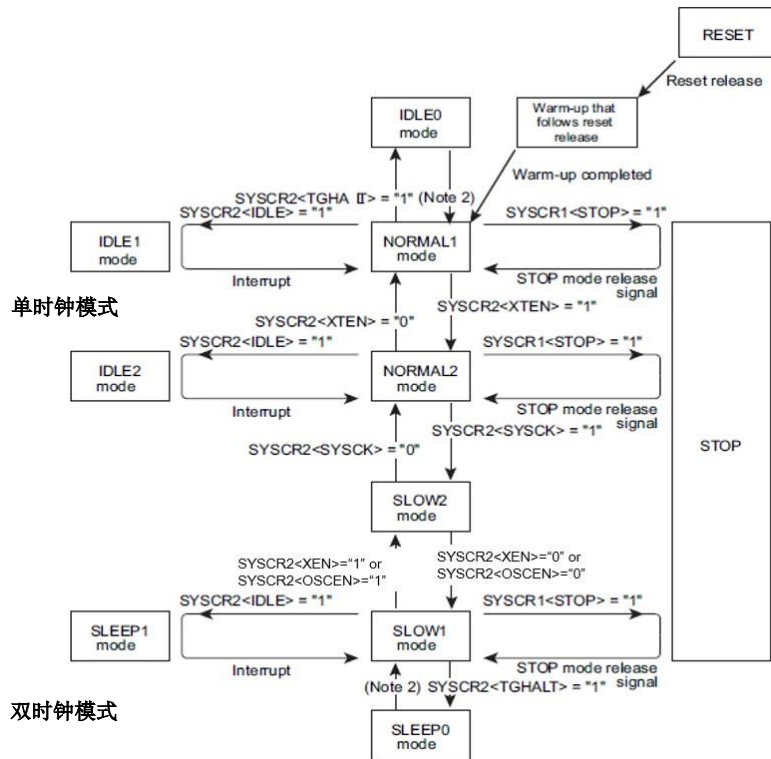 RESET
Reset release
IDLE0
mode
Warm-up that
follows reset
release
Warm-up completed
SYSCR2<TGHA LT> = "1" (Note 2)
SYSCR2<IDLE> = "1"
SYSCR1<STOP> = "1"
IDLE1
mode
NORMAL1
mode
Interrupt
STOP mode release
signal
单时钟模式
SYSCR2<XTEN> = "0"
SYSCR2<XTEN> = "1"
SYSCR2<IDLE> = "1"
SYSCR1<STOP> = "1"
IDLE2
mode
NORMAL2
mode
Interrupt
STOP mode release
signal
SYSCR2<SYSCK> = "0"
SYSCR2<SYSCK> = "1"
STOP
SLOW2
mode
SYSCR2<XEN>="1" or
SYSCR2<OSCEN>="1"
SYSCR2<XEN>="0" or
SYSCR2<OSCEN>="0"
SYSCR2<IDLE> = "1"
SYSCR1<STOP> = "1"
SLEEP1
mode
SLOW1
mode
Interrupt
STOP mode release
signal
(Note 2) SYSCR2<TGHALT> = "1"
双时钟模式
SLEEP0
mode